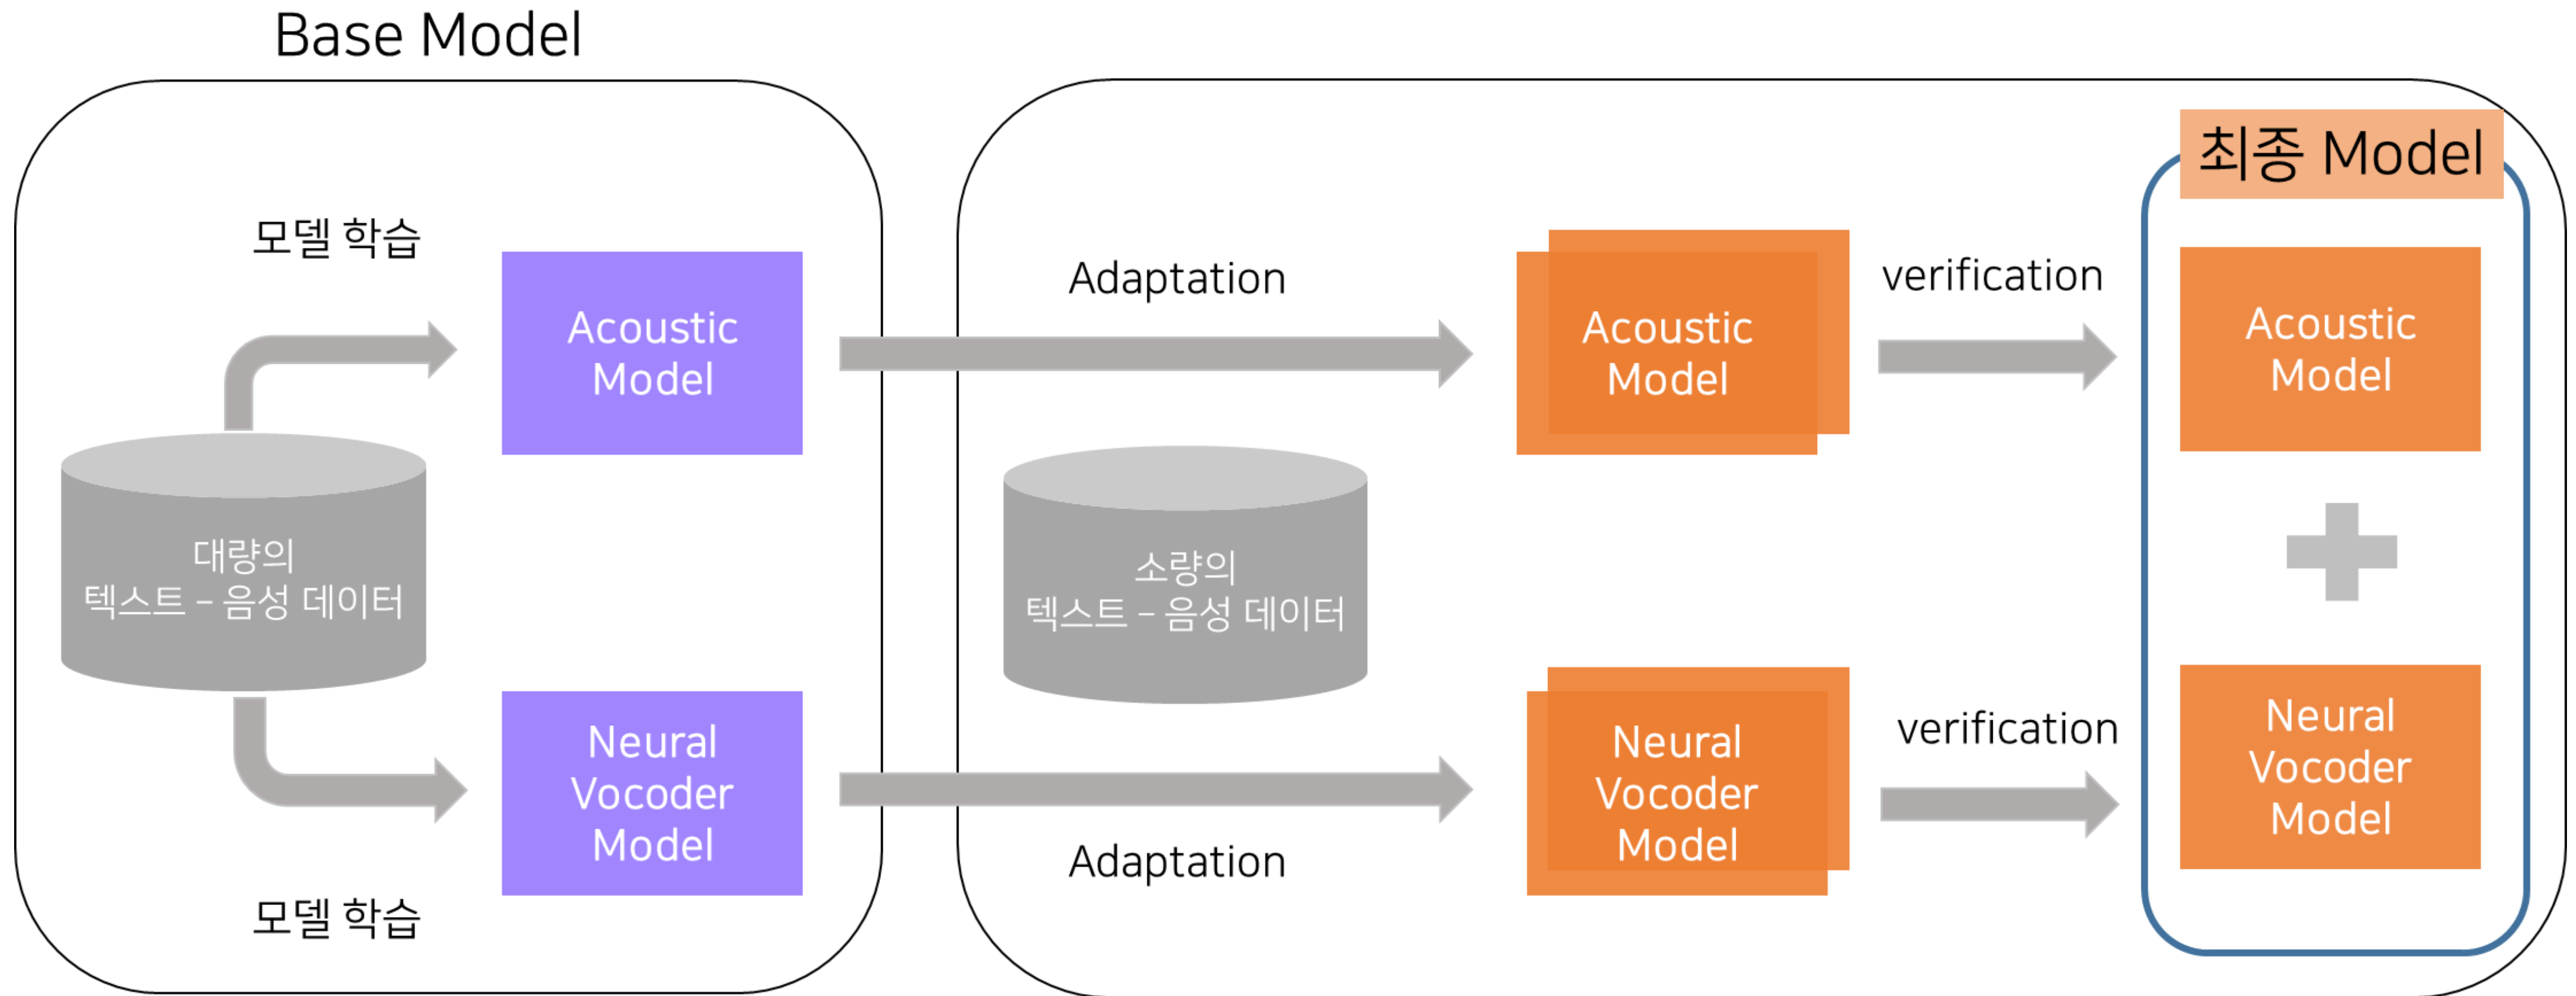 Base Model
모델 학습
Acoustic
Model
대량의
텍스트 – 음성 데이터
Neural
Vocoder
Model
모델 학습
Adaptation
소량의
텍스트 – 음성 데이터
Adaptation
Acoustic
Model
Neural
Vocoder
Model
verification
verification
최종 Model
Acoustic
Model
Neural
Vocoder
Model